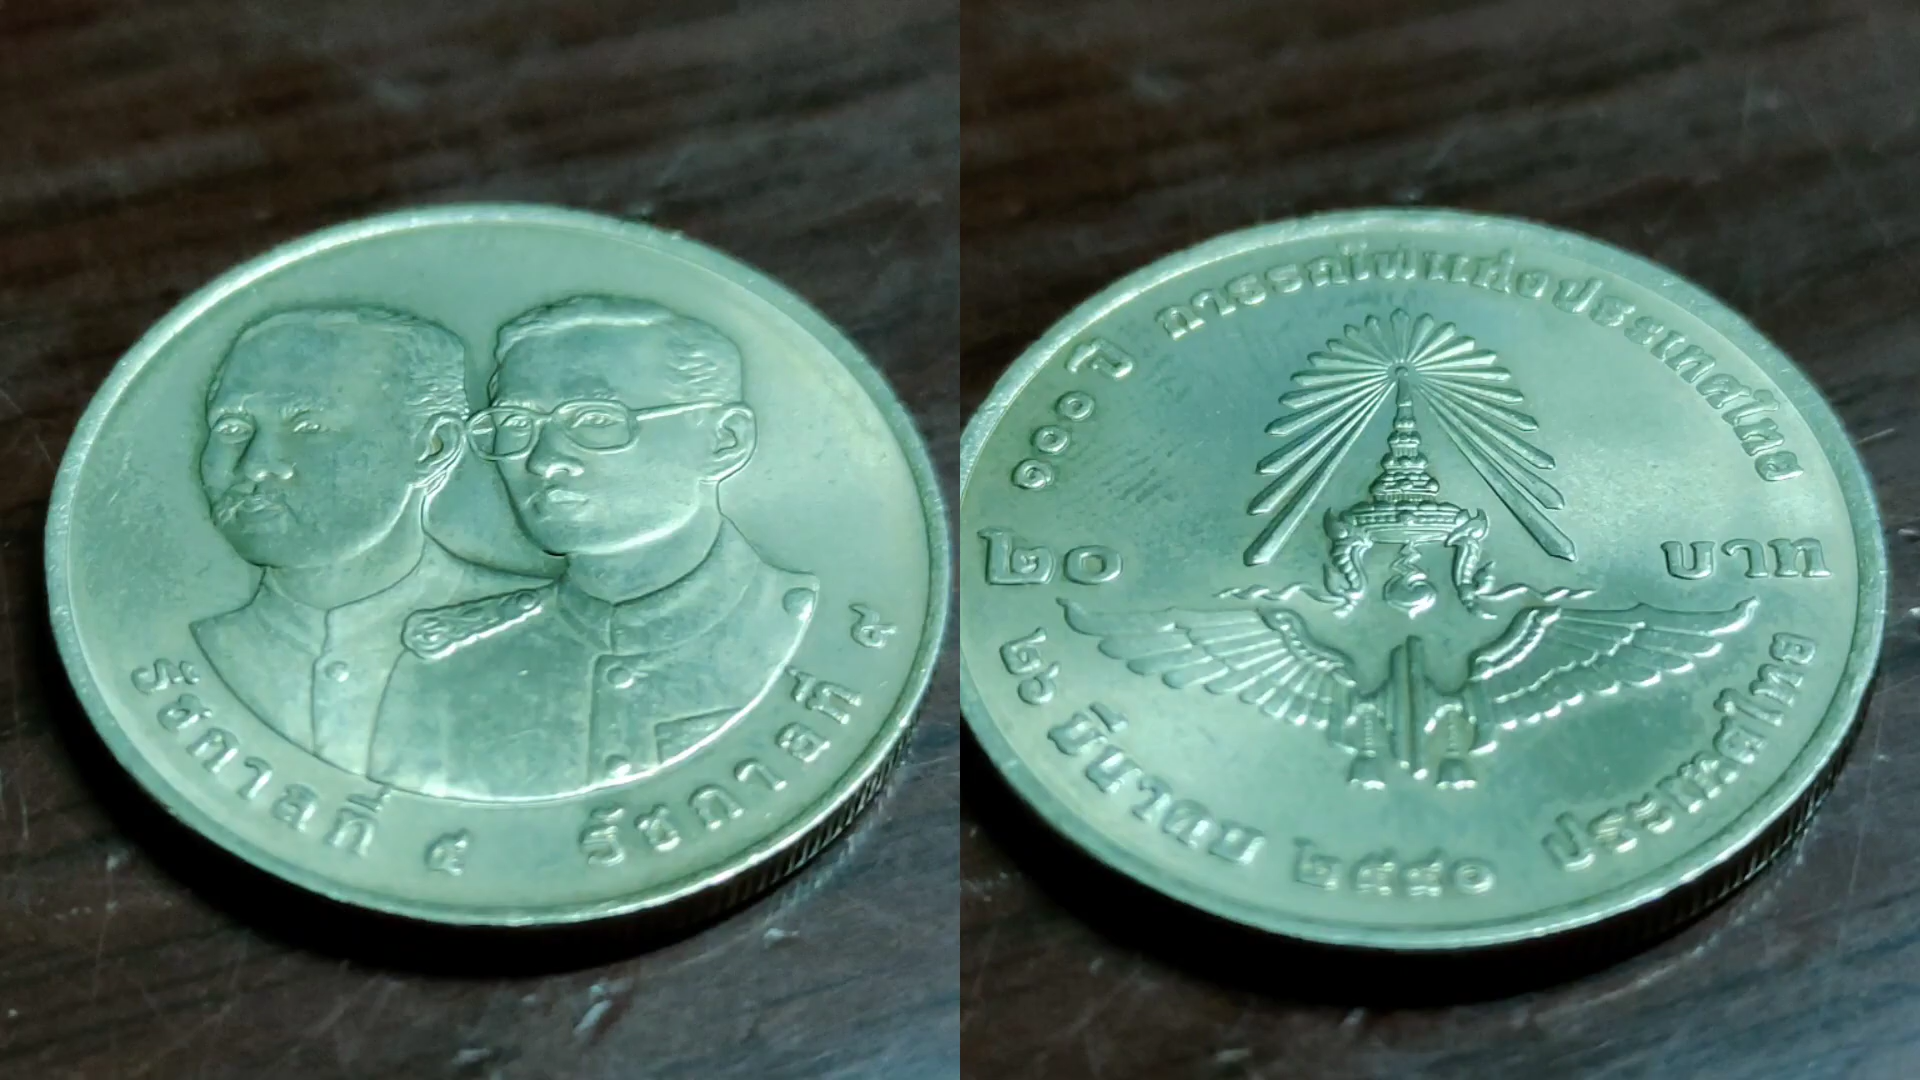 รัชกาลที่ ๕ รัชกาลที่ ๙
๑๐๐ ปี การรถไฟแห่งประเทศไทย
๒๐ บาท
๒๖ มีนาคม ๒๕๔๐ ประเทศไทย